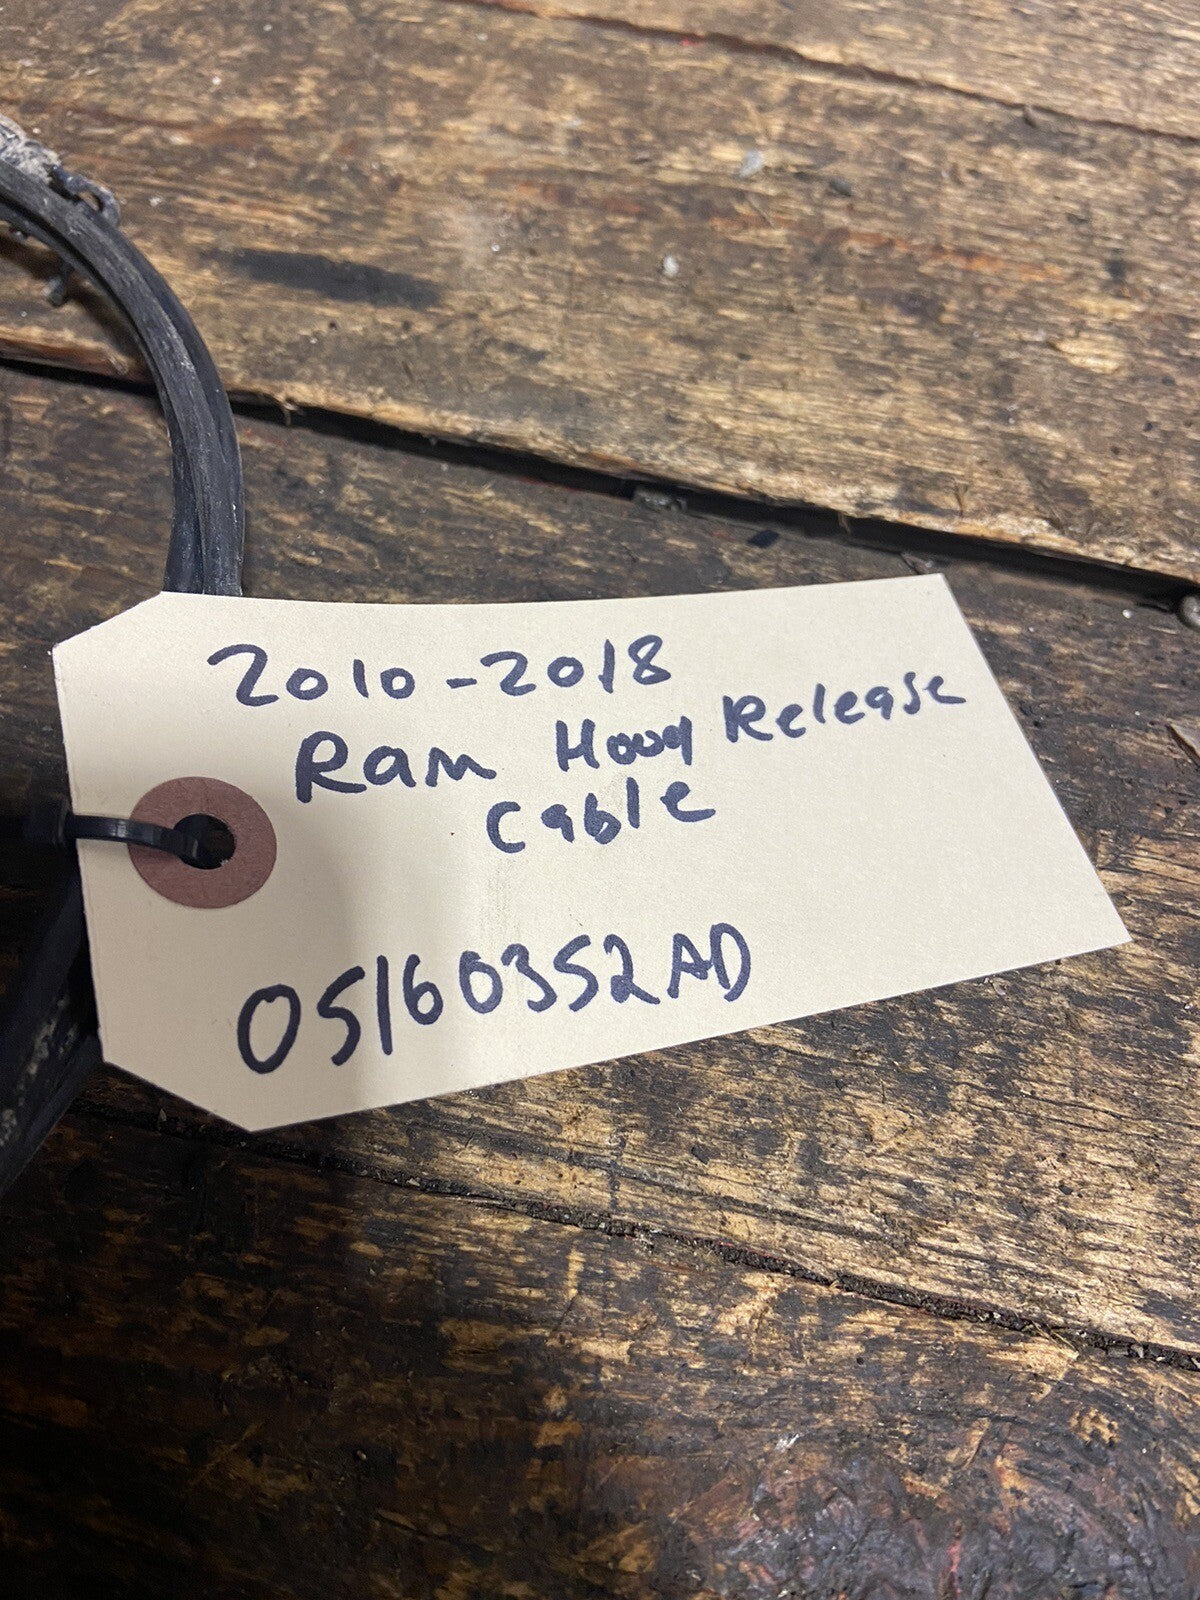 2010-2018
Ram Hood Release
Cable
05160352AD